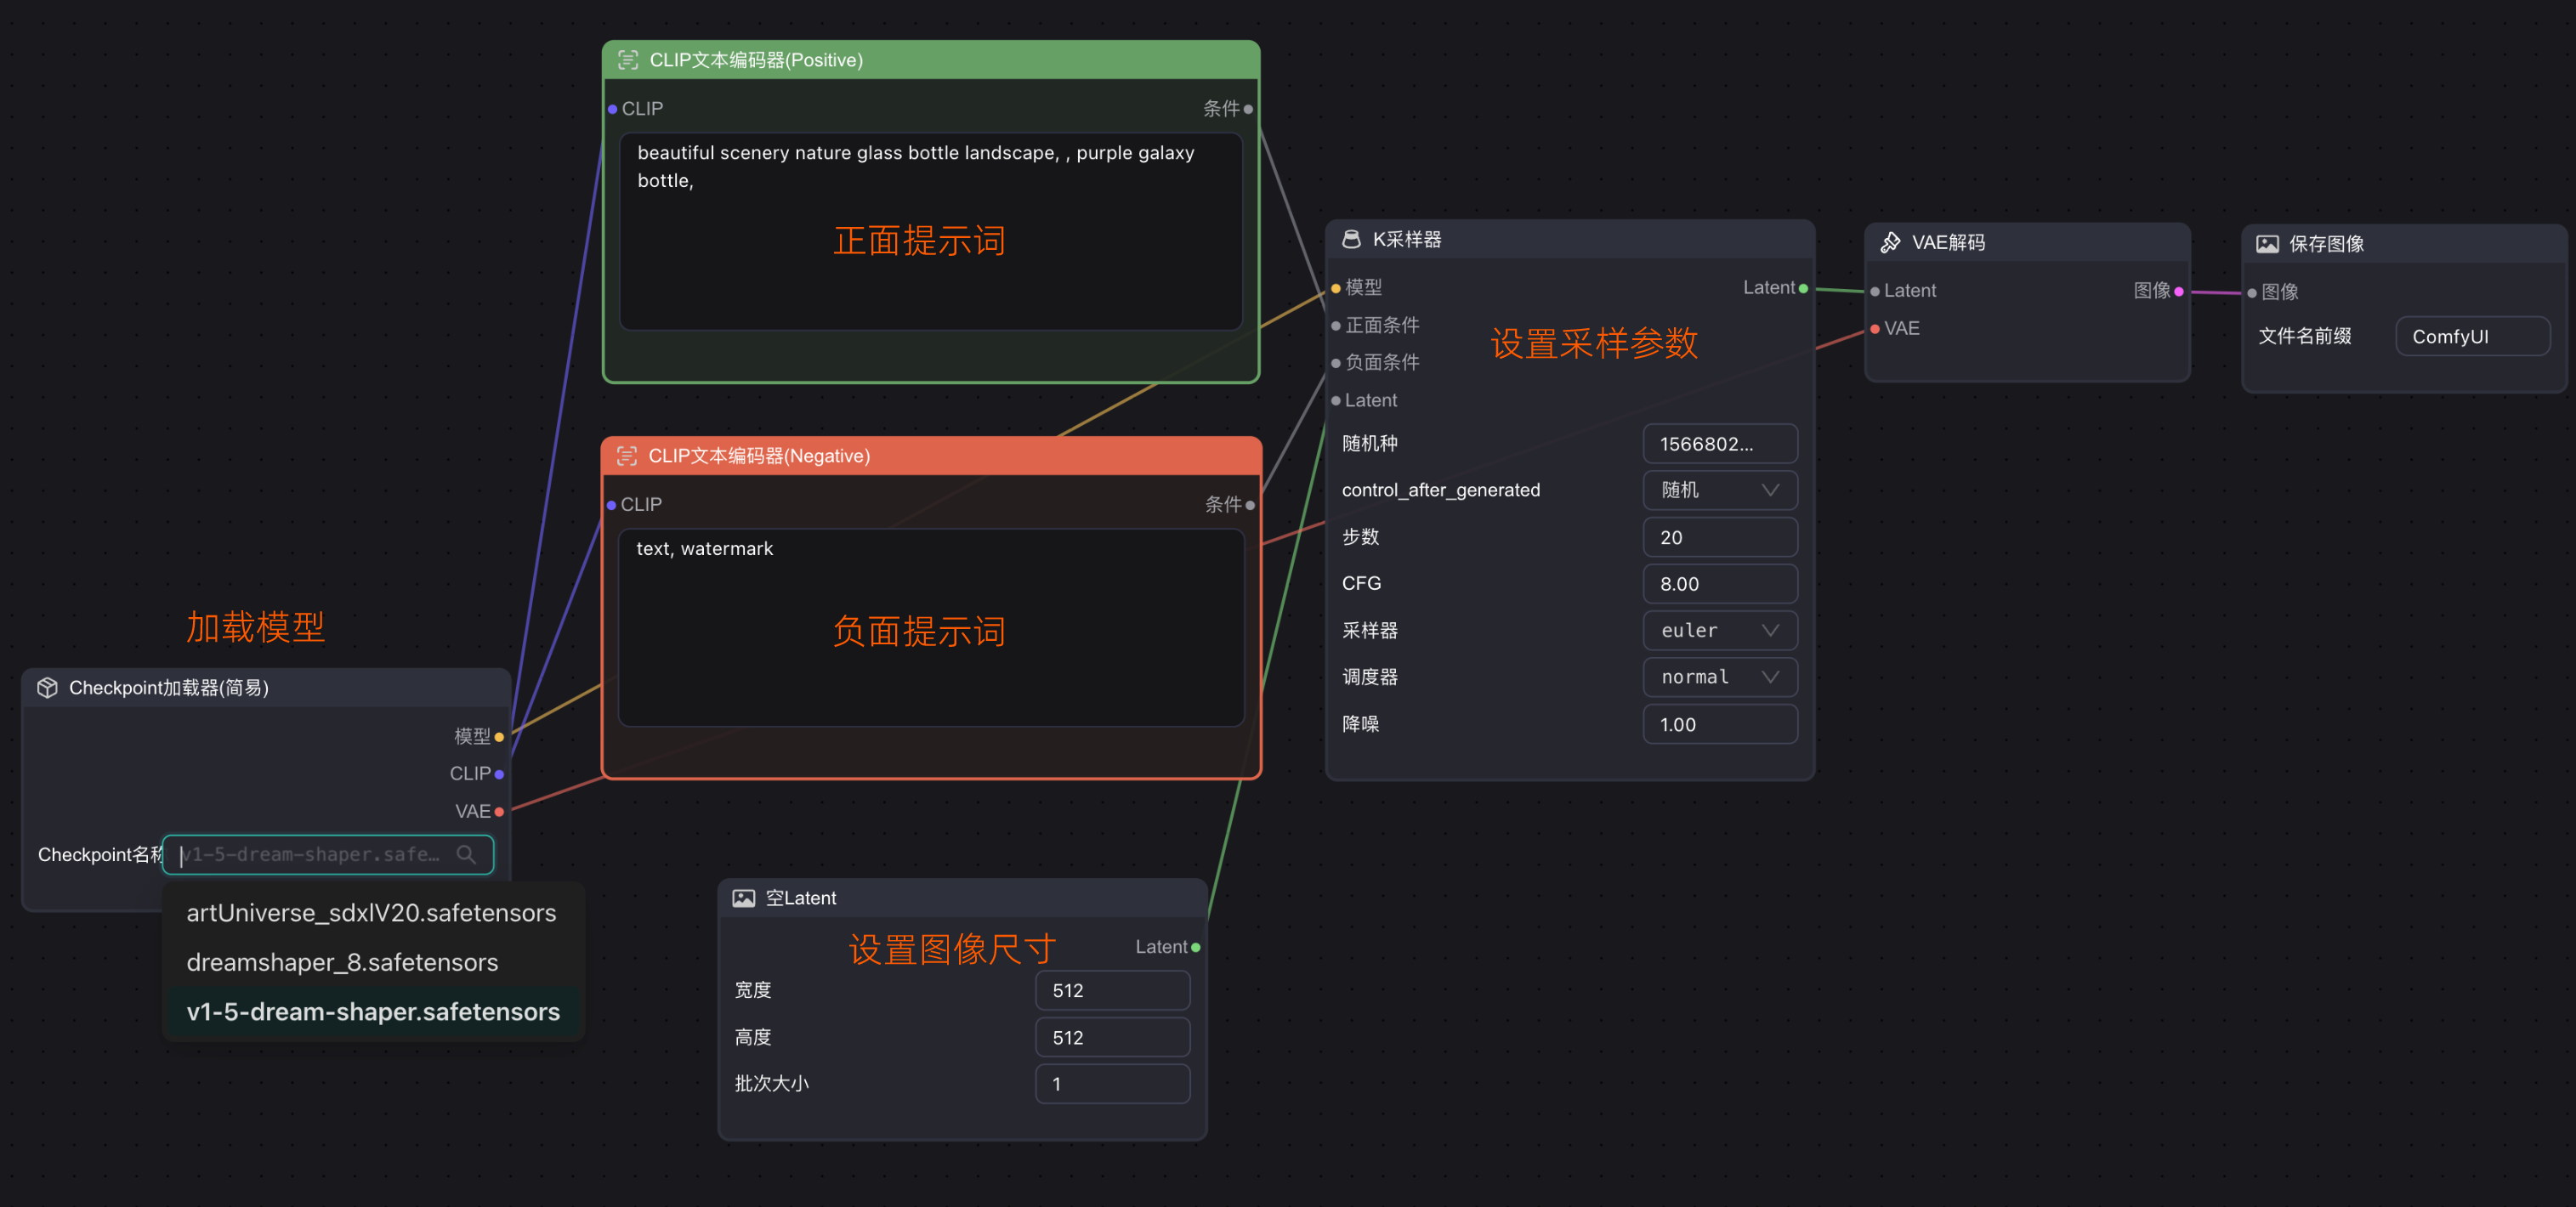 CLIP文本编码器(Positive)
CLIP
条件
beautiful scenery nature glass bottle landscape, , purple galaxy
bottle,
正面提示词
CLIP文本编码器(Negative)
CLIP
条件
text, watermark
负面提示词
加载模型
Checkpoint加载器(简易)
模型
CLIP
VAE
Checkpoint名称
v1-5-dream-shaper.safe...
artUniverse_sdxlV20.safetensors
dreamshaper_8.safetensors
v1-5-dream-shaper.safetensors
空Latent
设置图像尺寸
Latent
宽度 512
高度 512
批次大小 1
K采样器
模型
Latent
正面条件
设置采样参数
负面条件
Latent
随机种 1566802...
control_after_generated 随机
步数 20
CFG 8.00
采样器 euler
调度器 normal
降噪 1.00
VAE解码
Latent
图像
VAE
保存图像
图像
文件名前缀 ComfyUI